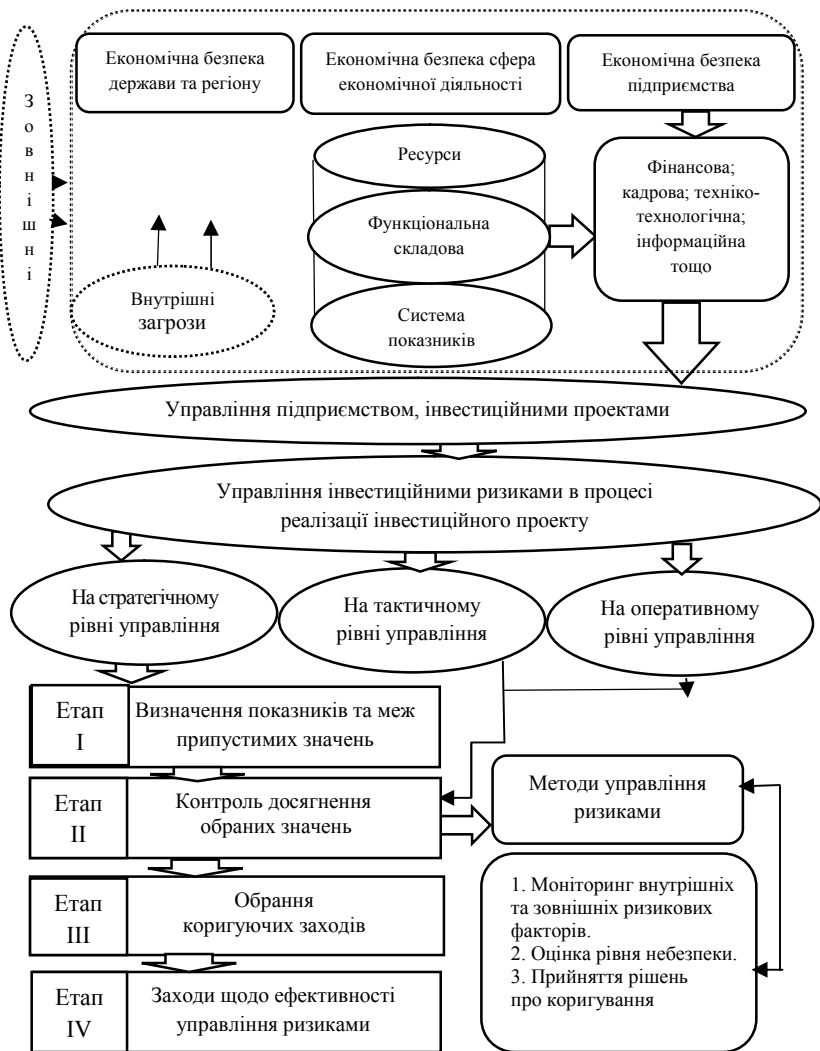 Економічна безпека
держави та регіону
Економічна безпека сфера
економічної діяльності
Економічна безпека
підприємства
З
о
в
н
і
ш
н
і
Ресурси
Функціональна
складова
Система
показників
Фінансова;
кадрова; техніко-
технологічна;
інформаційна
тощо
Внутрішні
загрози
Управління підприємством, інвестиційними проектами
Управління інвестиційними ризиками в процесі
реалізації інвестиційного проекту
На стратегічному
рівні управління
На тактичному
рівні управління
На оперативному
рівні управління
Етап
I
Визначення показників та меж
припустимих значень
Етап
II
Контроль досягнення
обраних значень
Методи управління
ризиками
Етап
III
Обрання
коригуючих заходів
1. Моніторинг внутрішніх
та зовнішніх ризикових
факторів.
2. Оцінка рівня небезпеки.
3. Прийняття рішень
про коригування
Етап
IV
Заходи щодо ефективності
управління ризиками